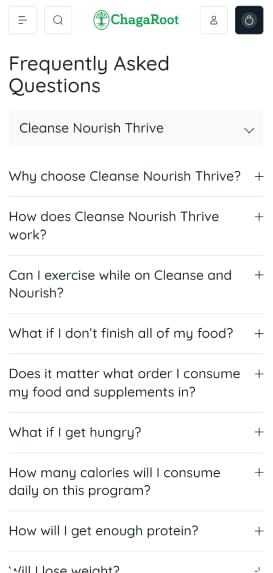 ChagaRoot
Frequently Asked
Questions
Cleanse Nourish Thrive
Why choose Cleanse Nourish Thrive?
How does Cleanse Nourish Thrive
work?
Can I exercise while on Cleanse and
Nourish?
What if I don't finish all of my food?
Does it matter what order I consume
my food and supplements in?
What if I get hungry?
How many calories will I consume
daily on this program?
How will I get enough protein?
Will I lose weight?